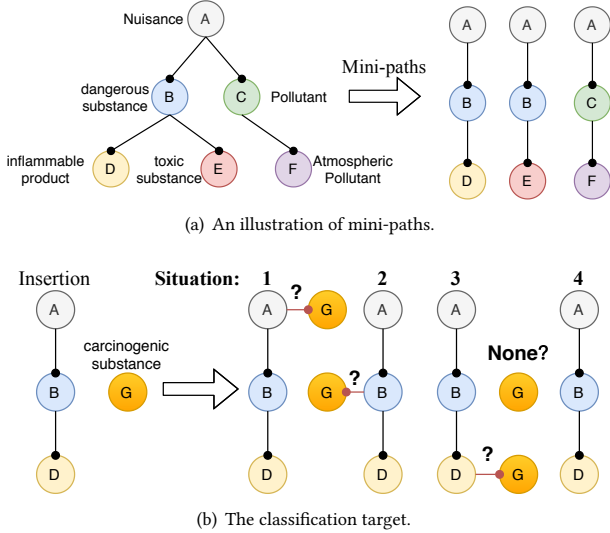 Nuisance
A
dangerous
substance
B
C
Pollutant
inflammable
product
D
toxic
substance
E
F
Atmospheric
Pollutant
Mini-paths
A
A
A
B
B
C
D
E
F
(a) An illustration of mini-paths.
Insertion
Situation:
1
2
3
4
A
B
D
carcinogenic
substance
G
A
?
G
B
D
A
G
?
B
D
A
B
D
?
G
None?
G
A
B
D
(b) The classification target.